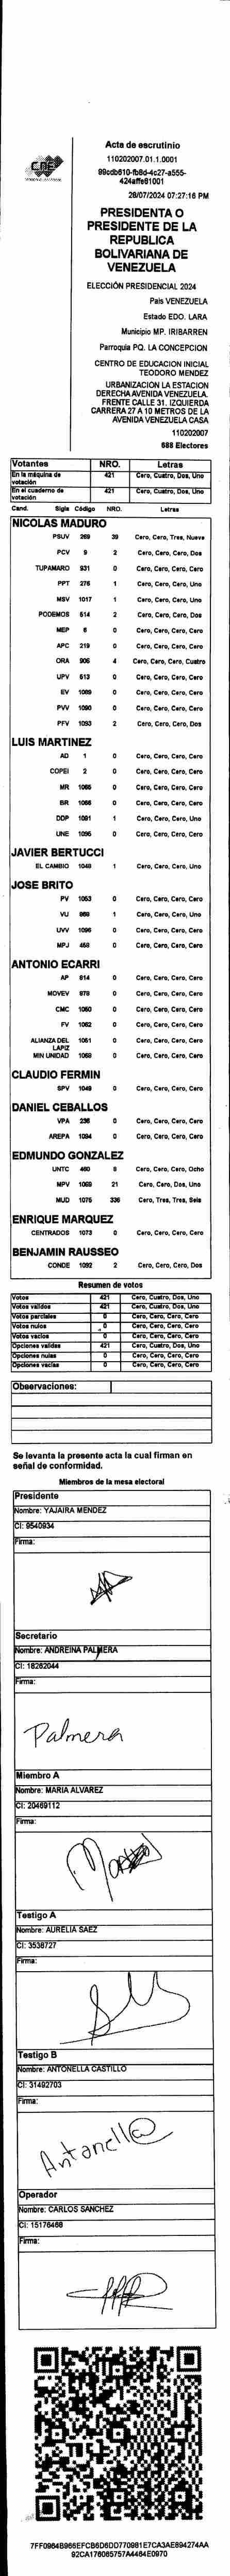 CNE
Acta de escrutinio
110202007.01.1.0001
99cdb610-fb6d-4c27-a555-
424affe81001
28/07/2024 07:27:16 PM
PRESIDENTA O
PRESIDENTE DE LA
REPUBLICA
BOLIVARIANA DE
VENEZUELA
ELECCIÓN PRESIDENCIAL 2024
País VENEZUELA
Estado EDO. LARA
Municipio MP. IRIBARREN
Parroquia PQ. LA CONCEPCION
CENTRO DE EDUCACION INICIAL
TEODORO MENDEZ
URBANIZACIÓN LA ESTACION
DERECHA AVENIDA VENEZUELA.
FRENTE CALLE 31. IZQUIERDA
CARRERA 27 A 10 METROS DE LA
AVENIDA VENEZUELA CASA
110202007
688 Electores
Votantes NRO. Letras
En la máquina de votación 421 Cero, Cuatro, Dos, Uno
En el cuaderno de votación 421 Cero, Cuatro, Dos, Uno
Cand. Sigla Código NRO. Letras
NICOLAS MADURO
PSUV 269 39 Cero, Cero, Tres, Nueve
PCV 9 2 Cero, Cero, Cero, Dos
TUPAMARO 931 0 Cero, Cero, Cero, Cero
PPT 276 1 Cero, Cero, Cero, Uno
MSV 1017 1 Cero, Cero, Cero, Uno
PODEMOS 514 2 Cero, Cero, Cero, Dos
MEP 8 0 Cero, Cero, Cero, Cero
APC 219 0 Cero, Cero, Cero, Cero
ORA 906 4 Cero, Cero, Cero, Cuatro
UPV 613 0 Cero, Cero, Cero, Cero
EV 1089 0 Cero, Cero, Cero, Cero
PVV 1090 0 Cero, Cero, Cero, Cero
PFV 1093 2 Cero, Cero, Cero, Dos
LUIS MARTINEZ
AD 1 0 Cero, Cero, Cero, Cero
COPEI 2 0 Cero, Cero, Cero, Cero
MR 1065 0 Cero, Cero, Cero, Cero
BR 1066 0 Cero, Cero, Cero, Cero
DDP 1091 1 Cero, Cero, Cero, Uno
UNE 1095 0 Cero, Cero, Cero, Cero
JAVIER BERTUCCI
EL CAMBIO 1048 1 Cero, Cero, Cero, Uno
JOSE BRITO
PV 1053 0 Cero, Cero, Cero, Cero
VU 869 1 Cero, Cero, Cero, Uno
UVV 1096 0 Cero, Cero, Cero, Cero
MPJ 458 0 Cero, Cero, Cero, Cero
ANTONIO ECARRI
AP 914 0 Cero, Cero, Cero, Cero
MOVEV 978 0 Cero, Cero, Cero, Cero
CMC 1060 0 Cero, Cero, Cero, Cero
FV 1062 0 Cero, Cero, Cero, Cero
ALIANZA DEL LAPIZ 1051 0 Cero, Cero, Cero, Cero
MIN UNIDAD 1068 0 Cero, Cero, Cero, Cero
CLAUDIO FERMIN
SPV 1049 0 Cero, Cero, Cero, Cero
DANIEL CEBALLOS
VPA 236 0 Cero, Cero, Cero, Cero
AREPA 1094 0 Cero, Cero, Cero, Cero
EDMUNDO GONZALEZ
UNTC 460 8 Cero, Cero, Cero, Ocho
MPV 1069 21 Cero, Cero, Dos, Uno
MUD 1075 336 Cero, Tres, Tres, Seis
ENRIQUE MARQUEZ
CENTRADOS 1073 0 Cero, Cero, Cero, Cero
BENJAMIN RAUSSEO
CONDE 1092 2 Cero, Cero, Cero, Dos
Resumen de votos
Votos 421 Cero, Cuatro, Dos, Uno
Votos validos 421 Cero, Cuatro, Dos, Uno
Votos parciales 0 Cero, Cero, Cero, Cero
Votos nulos 0 Cero, Cero, Cero, Cero
Votos vacíos 0 Cero, Cero, Cero, Cero
Opciones validas 421 Cero, Cuatro, Dos, Uno
Opciones nulas 0 Cero, Cero, Cero, Cero
Opciones vacías 0 Cero, Cero, Cero, Cero
Observaciones:
Se levanta la presente acta la cual firman en
señal de conformidad.
Miembros de la mesa electoral
Presidente
Nombre: YAJAIRA MENDEZ
CI: 9540934
Firma:
Secretario
Nombre: ANDREINA PALMERA
CI: 18262044
Firma:
Palmera
Miembro A
Nombre: MARIA ALVAREZ
CI: 20469112
Firma:
Testigo A
Nombre: AURELIA SAEZ
CI: 3538727
Firma:
Testigo B
Nombre: ANTONELLA CASTILLO
CI: 31492703
Firma:
Antonella
Operador
Nombre: CARLOS SANCHEZ
CI: 15176468
Firma:
7FF0964B966EFCB6D6DD770981E7CA3AE894274AA
92CA176065757A4464E0970